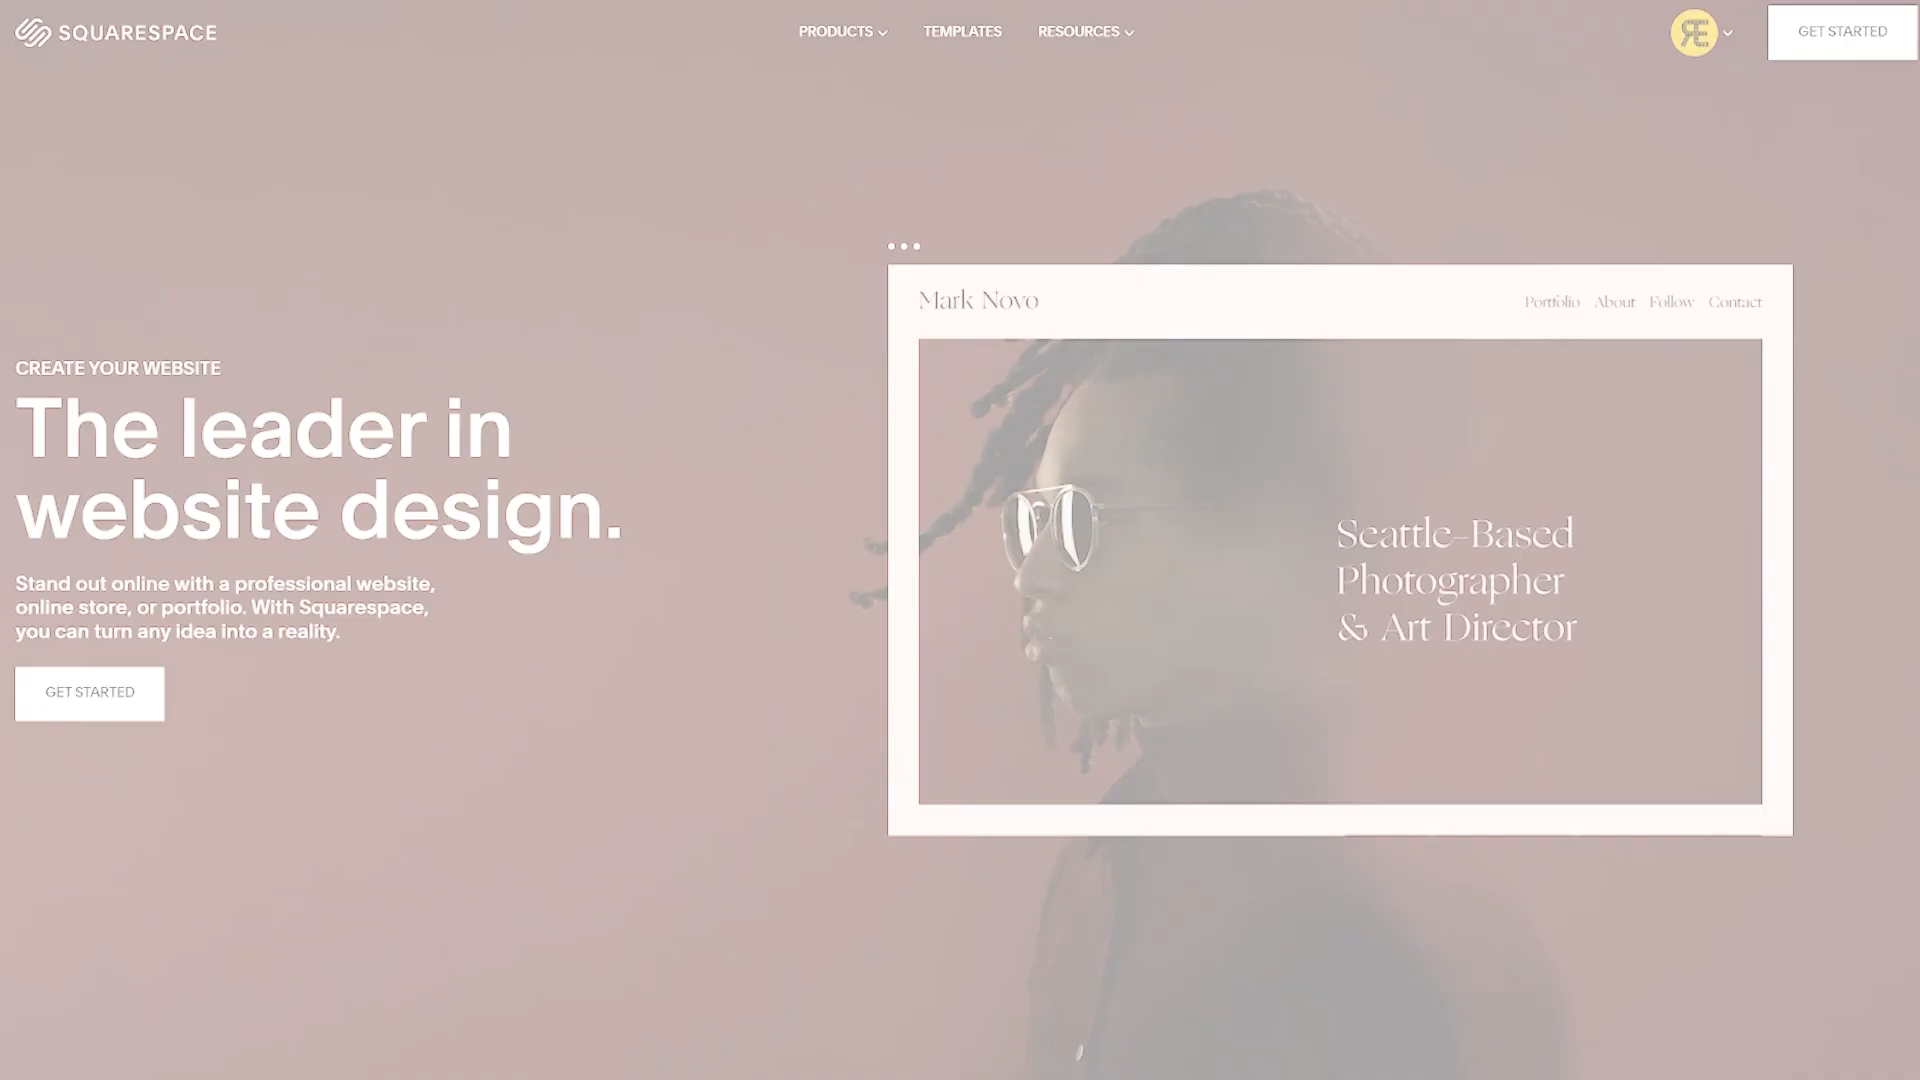 SQUARESPACE
PRODUCTS
TEMPLATES
RESOURCES
GET STARTED
CREATE YOUR WEBSITE
The leader in
website design.
Stand out online with a professional website,
online store, or portfolio. With Squarespace,
you can turn any idea into a reality.
GET STARTED
Mark Novo
Portfolio About Follow Contact
Seattle-Based
Photographer
& Art Director